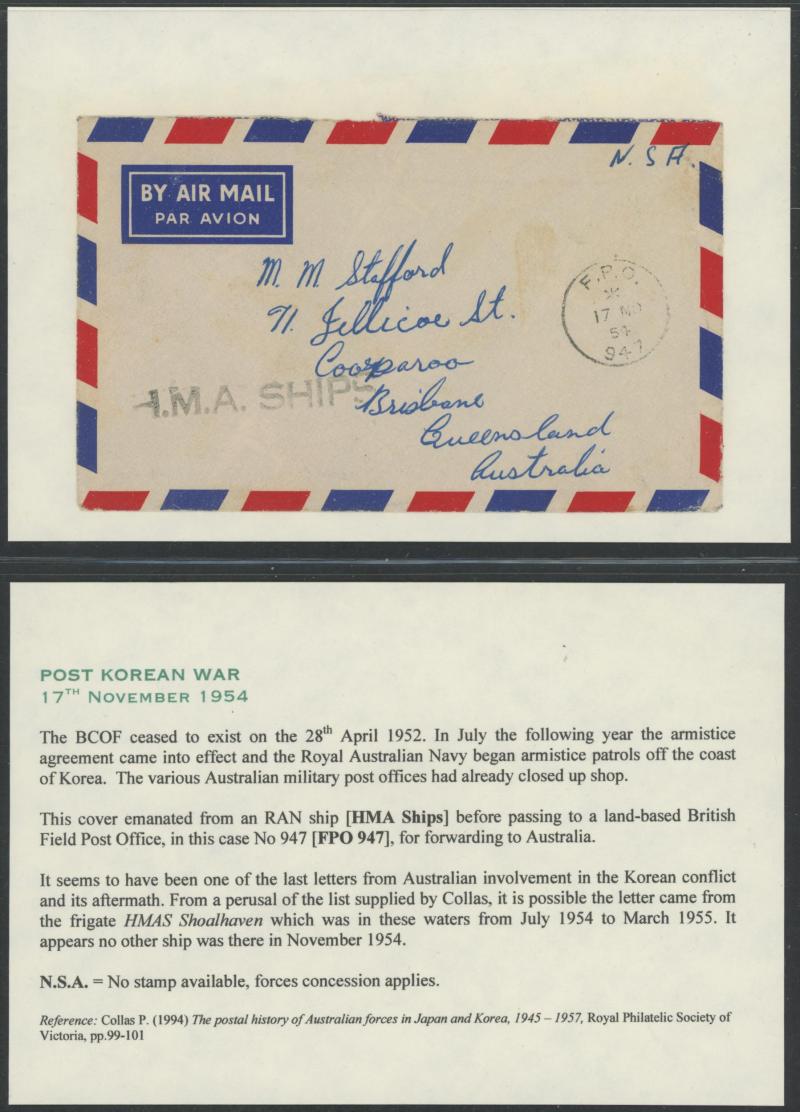 N. S A.
BY AIR MAIL
PAR AVION
M. M Stafford
71. Jellicoe St.
Coorparoo
Brisbane
Queensland
Australia
F.P.O.
17 NO
54
947
H.M.A. SHIPS
POST KOREAN WAR
17TH NOVEMBER 1954
The BCOF ceased to exist on the 28th April 1952. In July the following year the armistice
agreement came into effect and the Royal Australian Navy began armistice patrols off the coast
of Korea. The various Australian military post offices had already closed up shop.
This cover emanated from an RAN ship [HMA Ships] before passing to a land-based British
Field Post Office, in this case No 947 [FPO 947], for forwarding to Australia.
It seems to have been one of the last letters from Australian involvement in the Korean conflict
and its aftermath. From a perusal of the list supplied by Collas, it is possible the letter came from
the frigate HMAS Shoalhaven which was in these waters from July 1954 to March 1955. It
appears no other ship was there in November 1954.
N.S.A. = No stamp available, forces concession applies.
Reference: Collas P. (1994) The postal history of Australian forces in Japan and Korea, 1945 – 1957, Royal Philatelic Society of
Victoria, pp.99-101